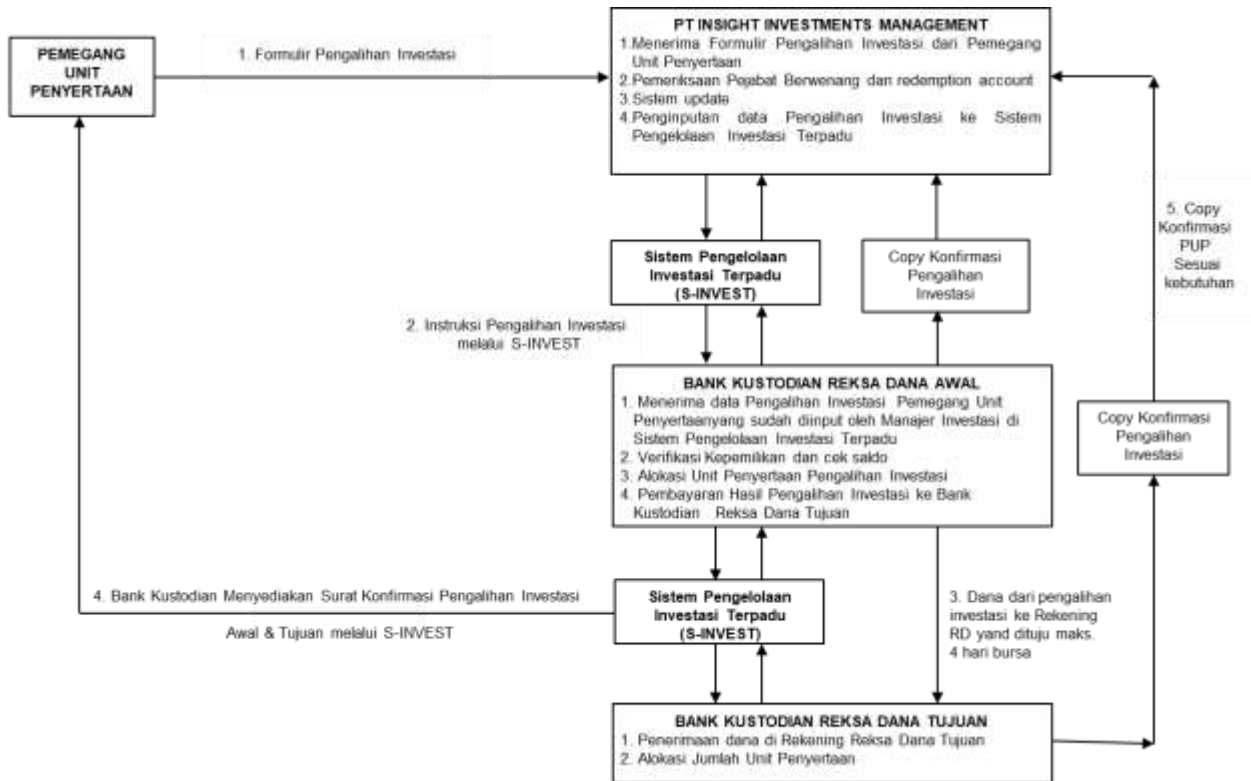 PT INSIGHT INVESTMENTS MANAGEMENT
1.Menerima Formulir Pengalihan Investasi dari Pemegang
Unit Penyertaan
2.Pemeriksaan Pejabat Berwenang dan redemption account
3.Sistem update
4.Penginputan data Pengalihan Investasi ke Sistem
Pengelolaan Investasi Terpadu
PEMEGANG
UNIT
PENYERTAAN
1. Formulir Pengalihan Investasi
Sistem Pengelolaan
Investasi Terpadu
(S-INVEST)
Copy Konfirmasi
Pengalihan
Investasi
5. Copy
Konfirmasi
PUP
Sesuai
kebutuhan
2. Instruksi Pengalihan Investasi
melalui S-INVEST
BANK KUSTODIAN REKSA DANA AWAL
1. Menerima data Pengalihan Investasi Pemegang Unit
Penyertaanyang sudah diinput oleh Manajer Investasi di
Sistem Pengelolaan Investasi Terpadu
2. Verifikasi Kepemilikan dan cek saldo
3. Alokasi Unit Penyertaan Pengalihan Investasi
4. Pembayaran Hasil Pengalihan Investasi ke Bank
Kustodian Reksa Dana Tujuan
Copy Konfirmasi
Pengalihan
Investasi
4. Bank Kustodian Menyediakan Surat Konfirmasi Pengalihan Investasi
Awal & Tujuan melalui S-INVEST
Sistem Pengelolaan
Investasi Terpadu
(S-INVEST)
3. Dana dari pengalihan
investasi ke Rekening
RD yand dituju maks.
4 hari bursa
BANK KUSTODIAN REKSA DANA TUJUAN
1. Penerimaan dana di Rekening Reksa Dana Tujuan
2. Alokasi Jumlah Unit Penyertaan